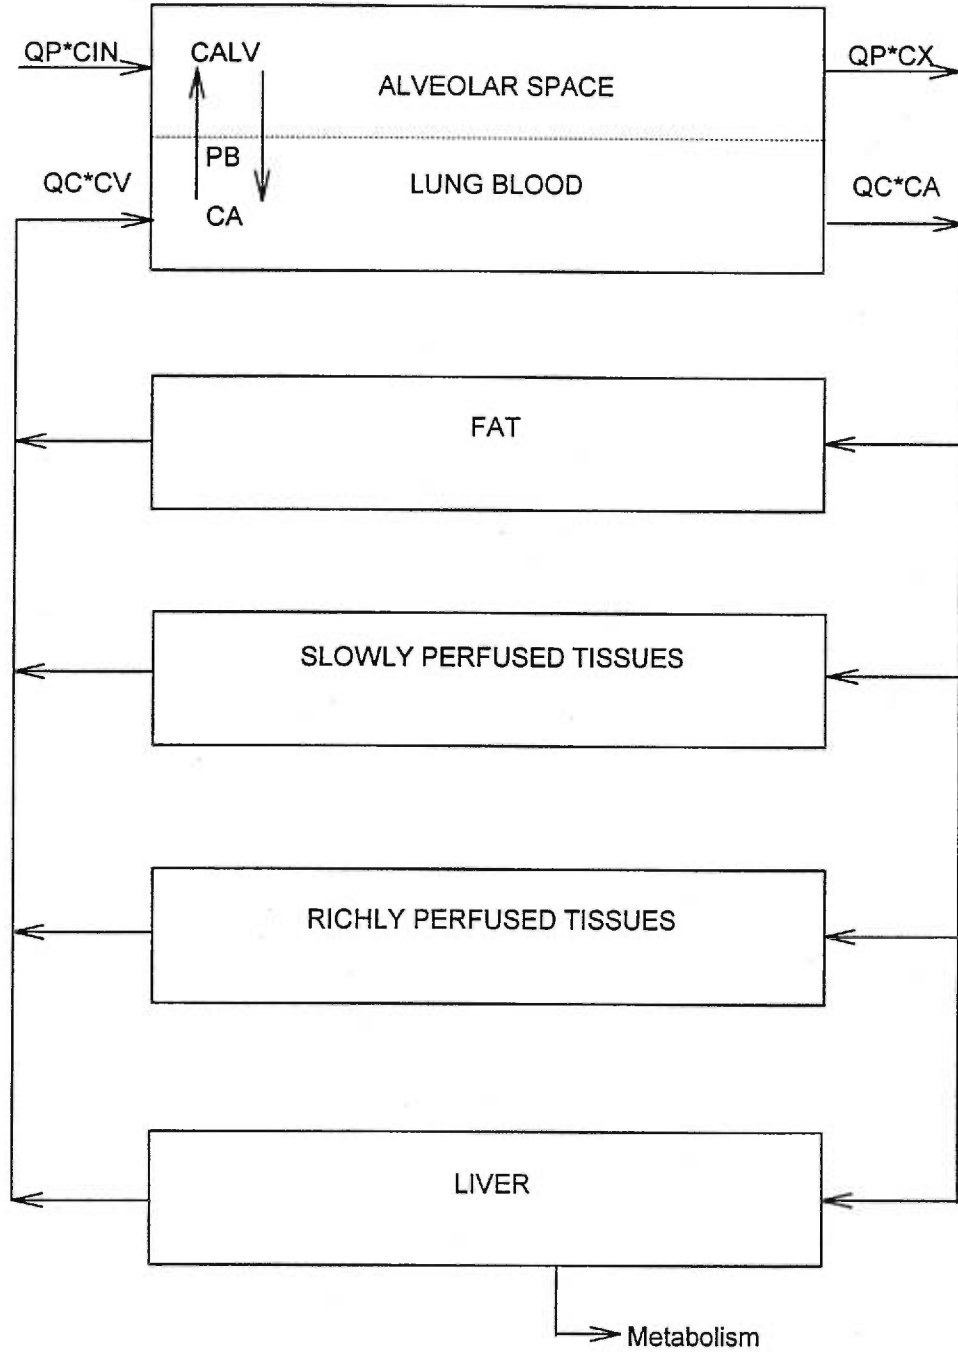 QP*CIN
CALV
QP*CX
ALVEOLAR SPACE
PB
QC*CV
LUNG BLOOD
QC*CA
CA
FAT
SLOWLY PERFUSED TISSUES
RICHLY PERFUSED TISSUES
LIVER
Metabolism